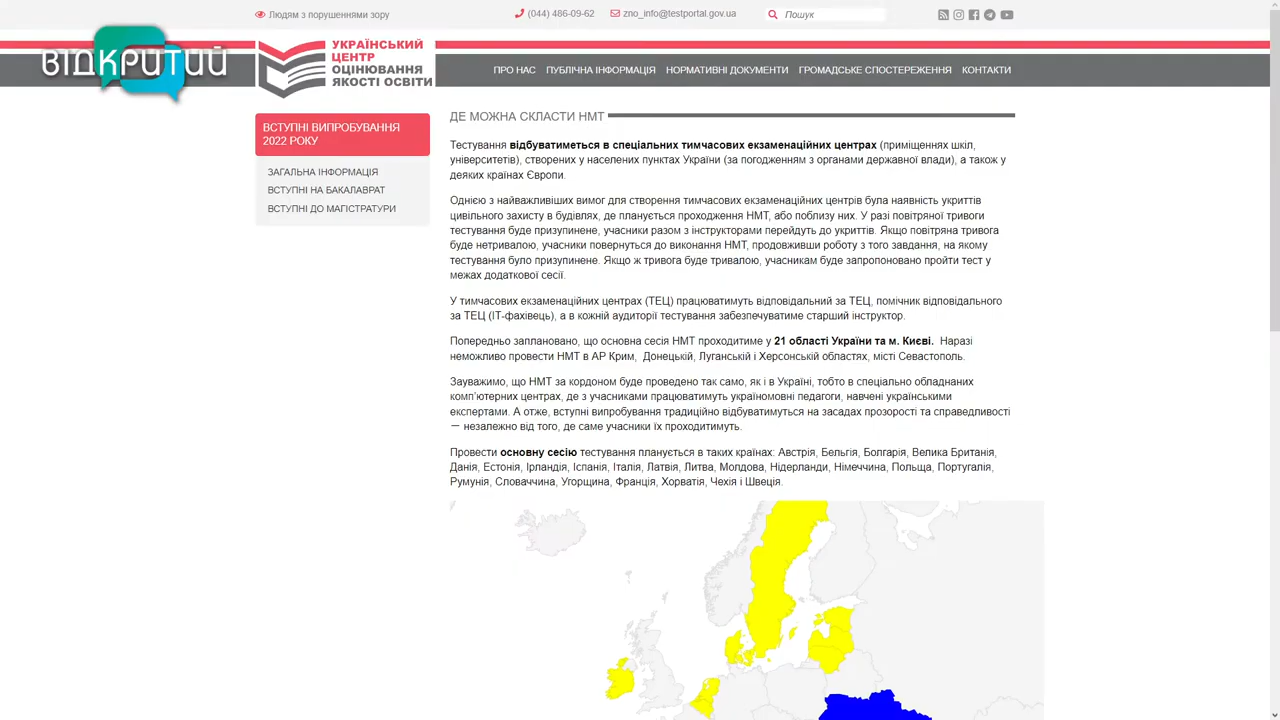 Людям з порушеннями зору
(044) 486-09-62
zno_info@testportal.gov.ua
Пошук
ВІДКРИТИЙ
УКРАЇНСЬКИЙ
ЦЕНТР
ОЦІНЮВАННЯ
ЯКОСТІ ОСВІТИ
ПРО НАС ПУБЛІЧНА ІНФОРМАЦІЯ НОРМАТИВНІ ДОКУМЕНТИ ГРОМАДСЬКЕ СПОСТЕРЕЖЕННЯ КОНТАКТИ
ВСТУПНІ ВИПРОБУВАННЯ
2022 РОКУ
ЗАГАЛЬНА ІНФОРМАЦІЯ
ВСТУПНІ НА БАКАЛАВРАТ
ВСТУПНІ ДО МАГІСТРАТУРИ
ДЕ МОЖНА СКЛАСТИ НМТ
Тестування відбуватиметься в спеціальних тимчасових екзаменаційних центрах (приміщеннях шкіл,
університетів), створених у населених пунктах України (за погодженням з органами державної влади), а також у
деяких країнах Європи.
Однією з найважливіших вимог для створення тимчасових екзаменаційних центрів була наявність укриттів
цивільного захисту в будівлях, де планується проходження НМТ, або поблизу них. У разі повітряної тривоги
тестування буде призупинене, учасники разом з інструкторами перейдуть до укриттів. Якщо повітряна тривога
буде нетривалою, учасники повернуться до виконання НМТ, продовживши роботу з того завдання, на якому
тестування було призупинене. Якщо ж тривога буде тривалою, учасникам буде запропоновано пройти тест у
межах додаткової сесії.
У тимчасових екзаменаційних центрах (ТЕЦ) працюватимуть відповідальний за ТЕЦ, помічник відповідального
за ТЕЦ (ІТ-фахівець), а в кожній аудиторії тестування забезпечуватиме старший інструктор.
Попередньо заплановано, що основна сесія НМТ проходитиме у 21 області України та м. Києві. Наразі
неможливо провести НМТ в АР Крим, Донецькій, Луганській і Херсонській областях, місті Севастополь.
Зауважимо, що НМТ за кордоном буде проведено так само, як і в Україні, тобто в спеціально обладнаних
комп'ютерних центрах, де з учасниками працюватимуть україномовні педагоги, навчені українськими
експертами. А отже, вступні випробування традиційно відбуватимуться на засадах прозорості та справедливості
— незалежно від того, де саме учасники їх проходитимуть.
Провести основну сесію тестування планується в таких країнах: Австрія, Бельгія, Болгарія, Велика Британія,
Данія, Естонія, Ірландія, Іспанія, Італія, Латвія, Литва, Молдова, Нідерланди, Німеччина, Польща, Португалія,
Румунія, Словаччина, Угорщина, Франція, Хорватія, Чехія і Швеція.